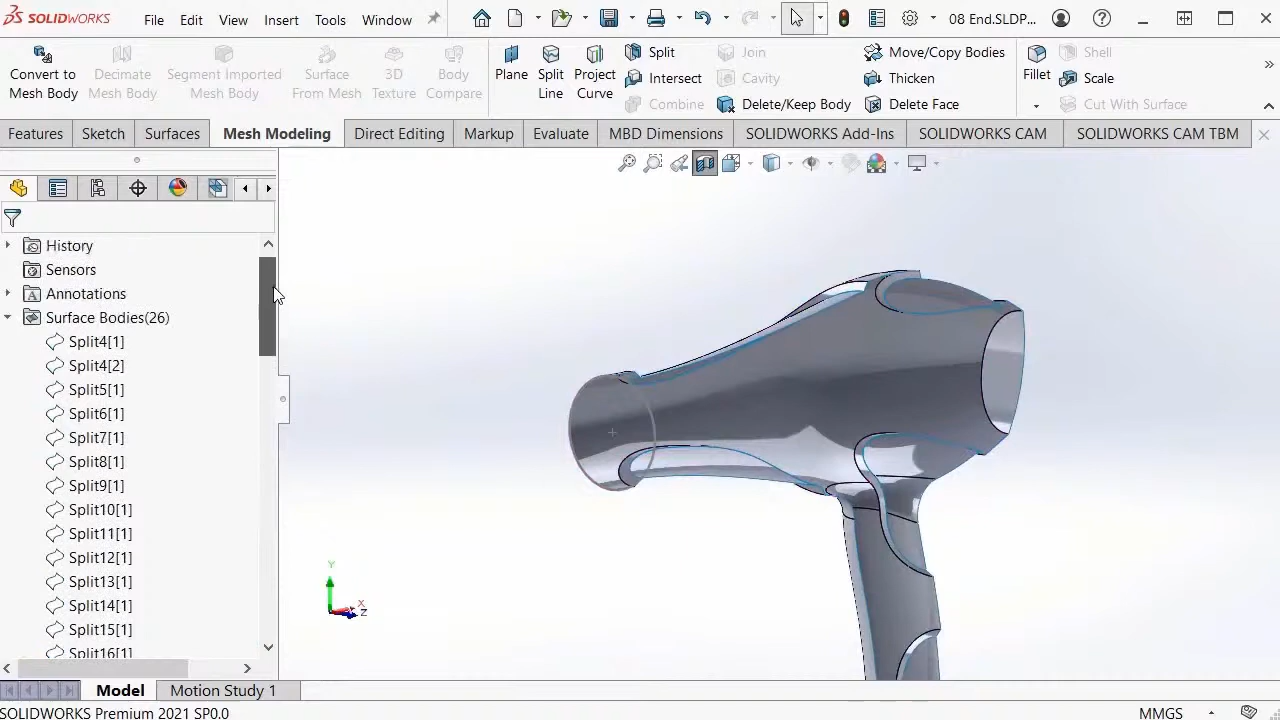 SOLIDWORKS File Edit View Insert Tools Window 08 End.SLDP...
Convert to Mesh Body
Decimate Mesh Body
Segment Imported Body
Surface From Mesh
3D Texture
Body Compare
Plane
Split Line
Project Curve
Split
Intersect
Combine
Join
Cavity
Delete/Keep Body
Move/Copy Bodies
Thicken
Delete Face
Fillet
Shell
Scale
Cut With Surface
Features Sketch Surfaces Mesh Modeling Direct Editing Markup Evaluate MBD Dimensions SOLIDWORKS Add-Ins SOLIDWORKS CAM SOLIDWORKS CAM TBM
History
Sensors
Annotations
Surface Bodies(26)
Split4[1]
Split4[2]
Split5[1]
Split6[1]
Split7[1]
Split8[1]
Split9[1]
Split10[1]
Split11[1]
Split12[1]
Split13[1]
Split14[1]
Split15[1]
Split16[1]
Y
X
Z
Model Motion Study 1
SOLIDWORKS Premium 2021 SP0.0 MMGS